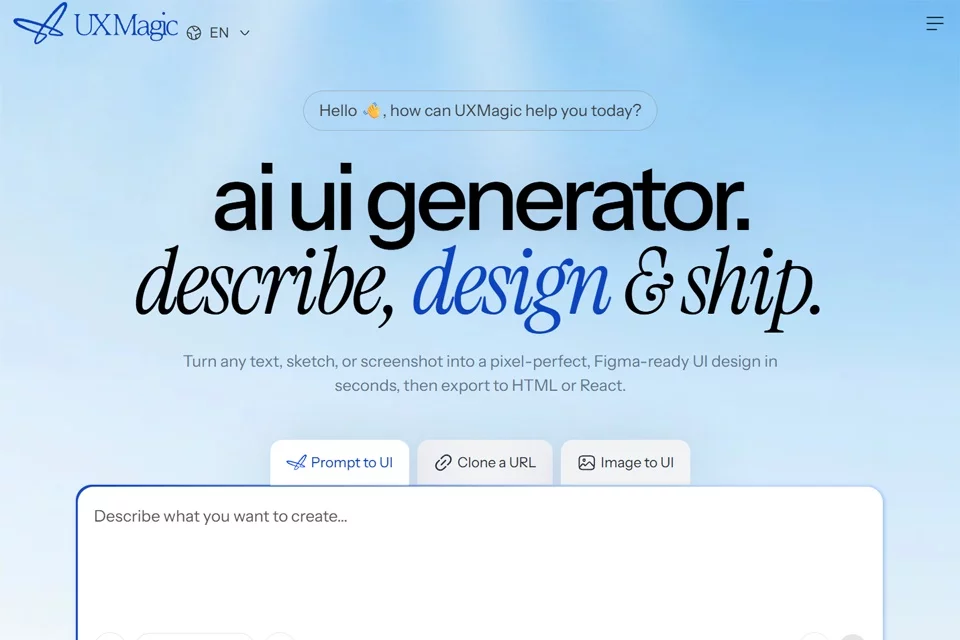 UXMagic EN
Hello 👋, how can UXMagic help you today?
ai ui generator.
describe, design & ship.
Turn any text, sketch, or screenshot into a pixel-perfect, Figma-ready UI design in
seconds, then export to HTML or React.
Prompt to UI Clone a URL Image to UI
Describe what you want to create...